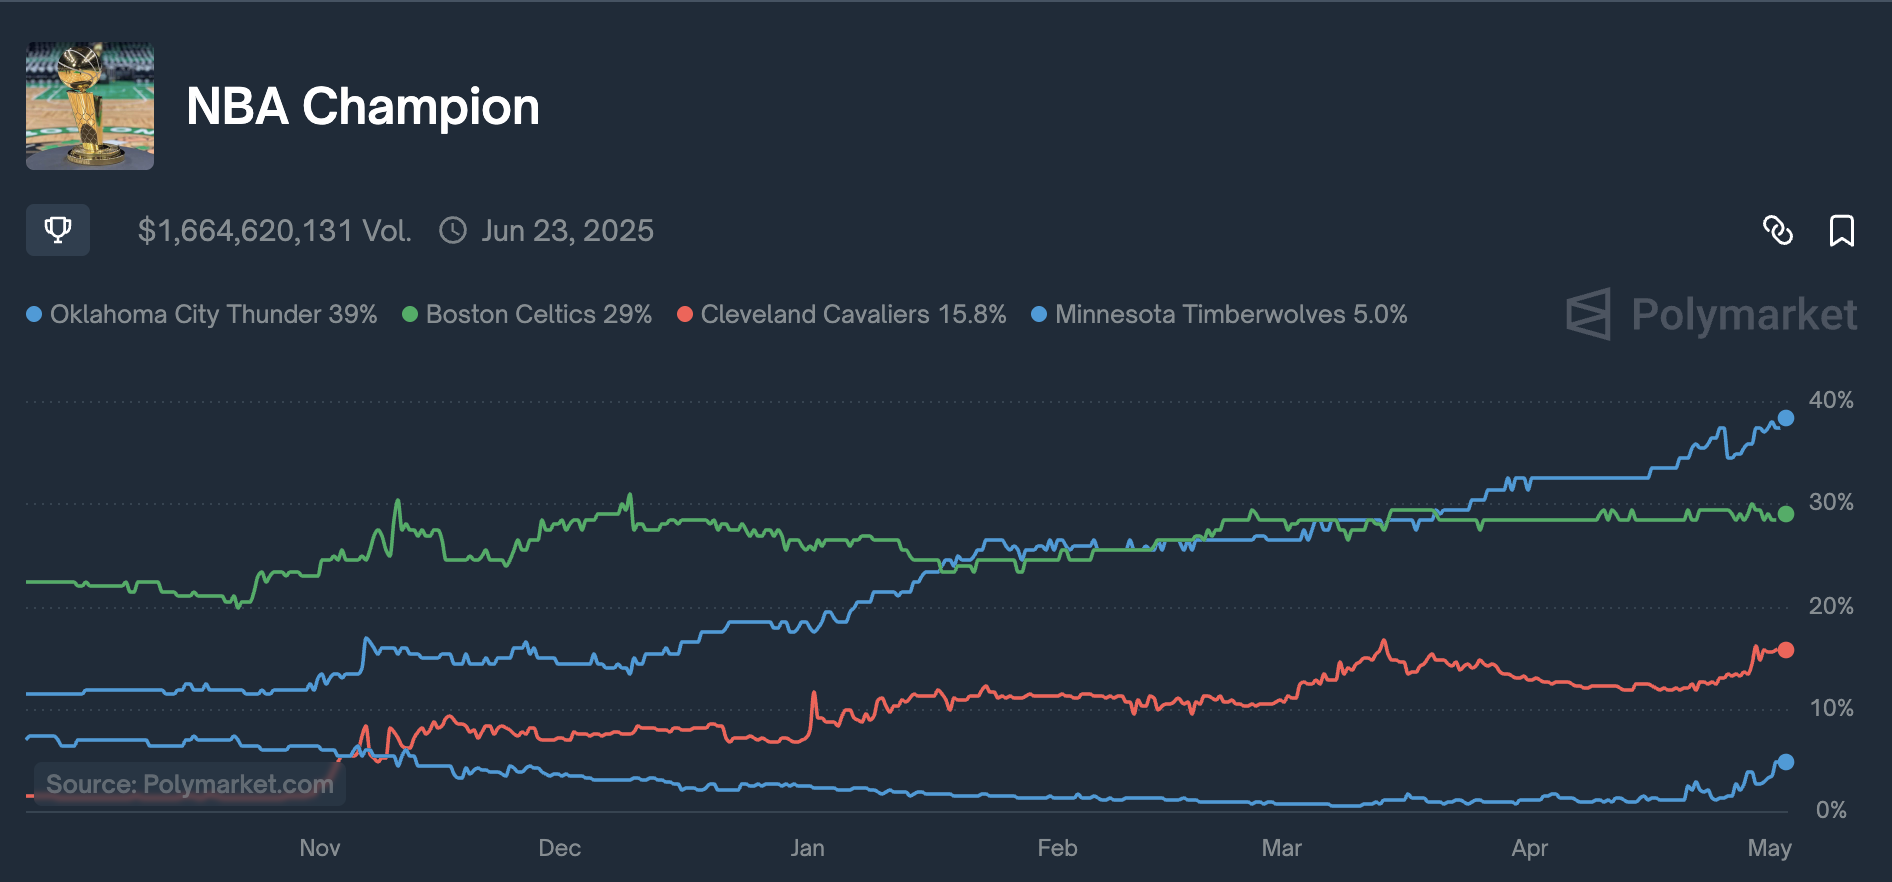 BOSTON
NBA Champion
$1,664,620,131 Vol. Jun 23, 2025
Oklahoma City Thunder 39% Boston Celtics 29% Cleveland Cavaliers 15.8% Minnesota Timberwolves 5.0%
Polymarket
40%
30%
20%
10%
Source: Polymarket.com
0%
Nov Dec Jan Feb Mar Apr May